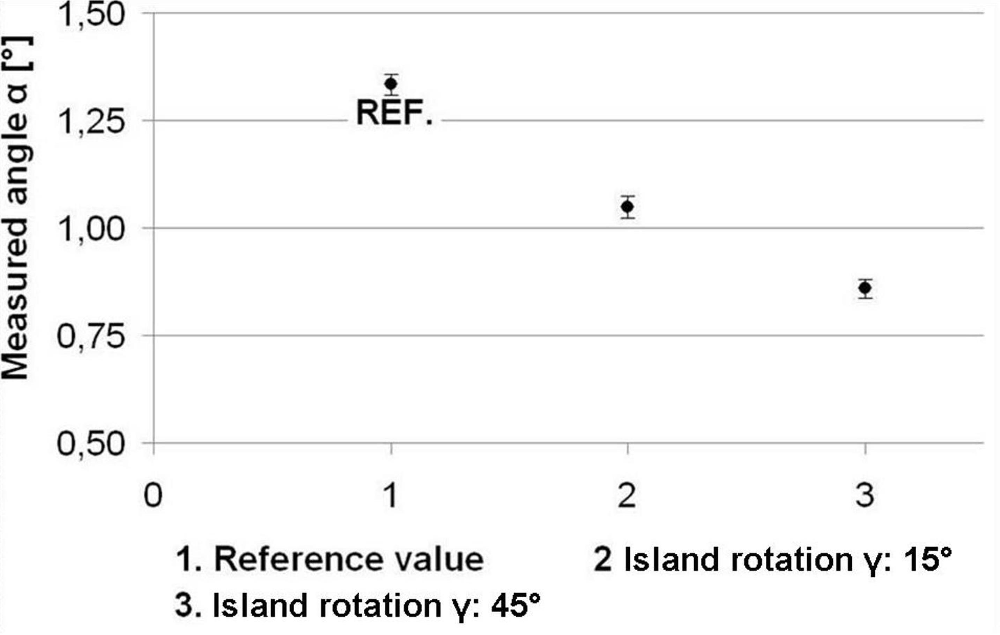 Measured angle α [°]
1,50
1,25
1,00
0,75
0,50
REF.
0 1 2 3
1. Reference value 2 Island rotation γ: 15°
3. Island rotation γ: 45°